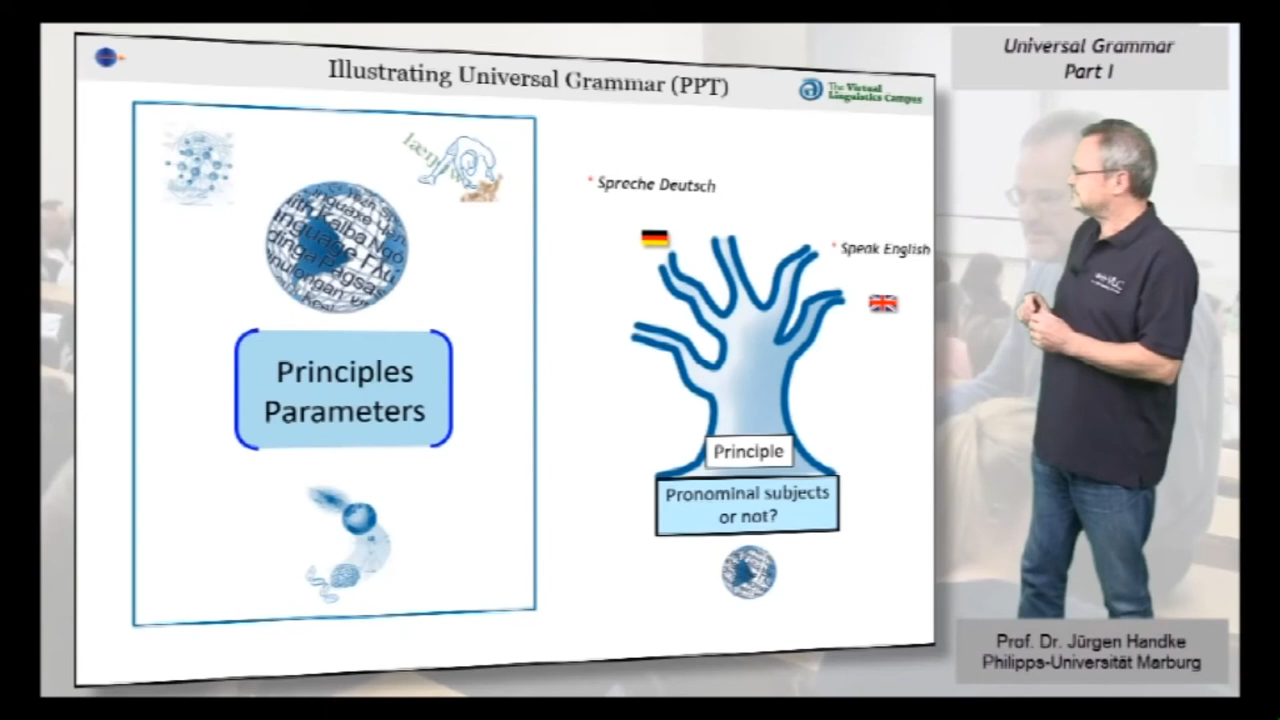 Illustrating Universal Grammar (PPT)
The Virtual
Linguistics Campus
Universal Grammar
Part I
* Spreche Deutsch
* Speak English
Principles
Parameters
Principle
Pronominal subjects
or not?
Prof. Dr. Jürgen Handke
Philipps-Universität Marburg